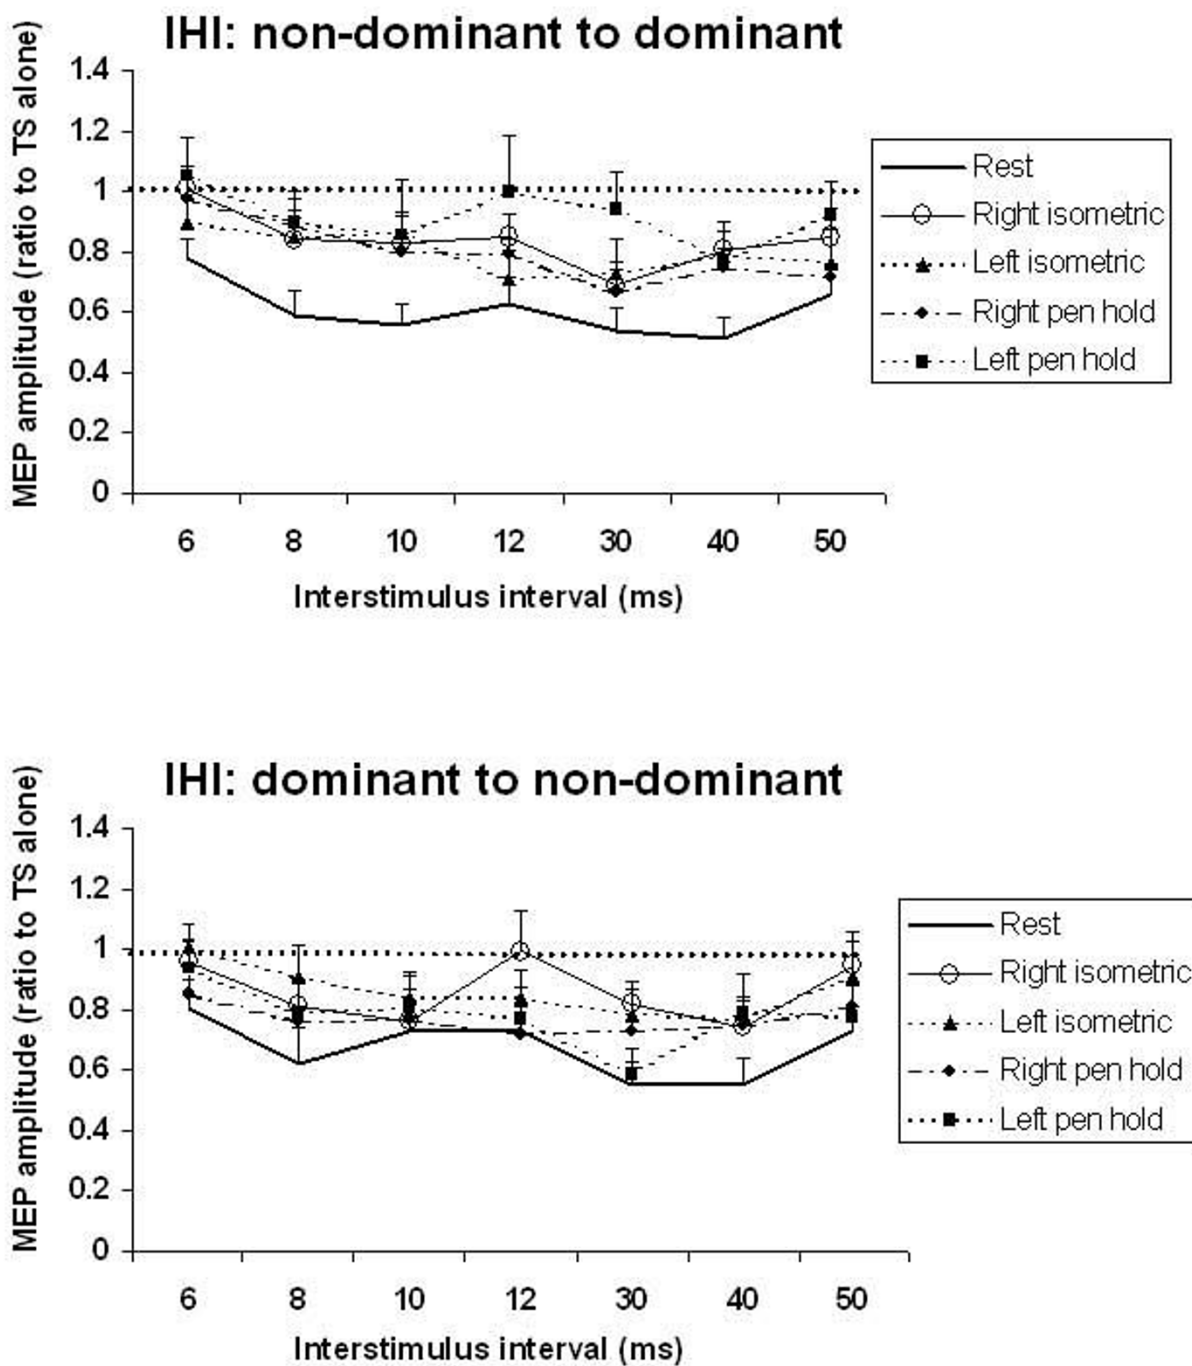 IHI: non-dominant to dominant
MEP amplitude (ratio to TS alone)
1.4
1.2
1
0.8
0.6
0.4
0.2
0
6 8 10 12 30 40 50
Interstimulus interval (ms)
Rest
Right isometric
Left isometric
Right pen hold
Left pen hold
IHI: dominant to non-dominant
MEP amplitude (ratio to TS alone)
1.4
1.2
1
0.8
0.6
0.4
0.2
0
6 8 10 12 30 40 50
Interstimulus interval (ms)
Rest
Right isometric
Left isometric
Right pen hold
Left pen hold